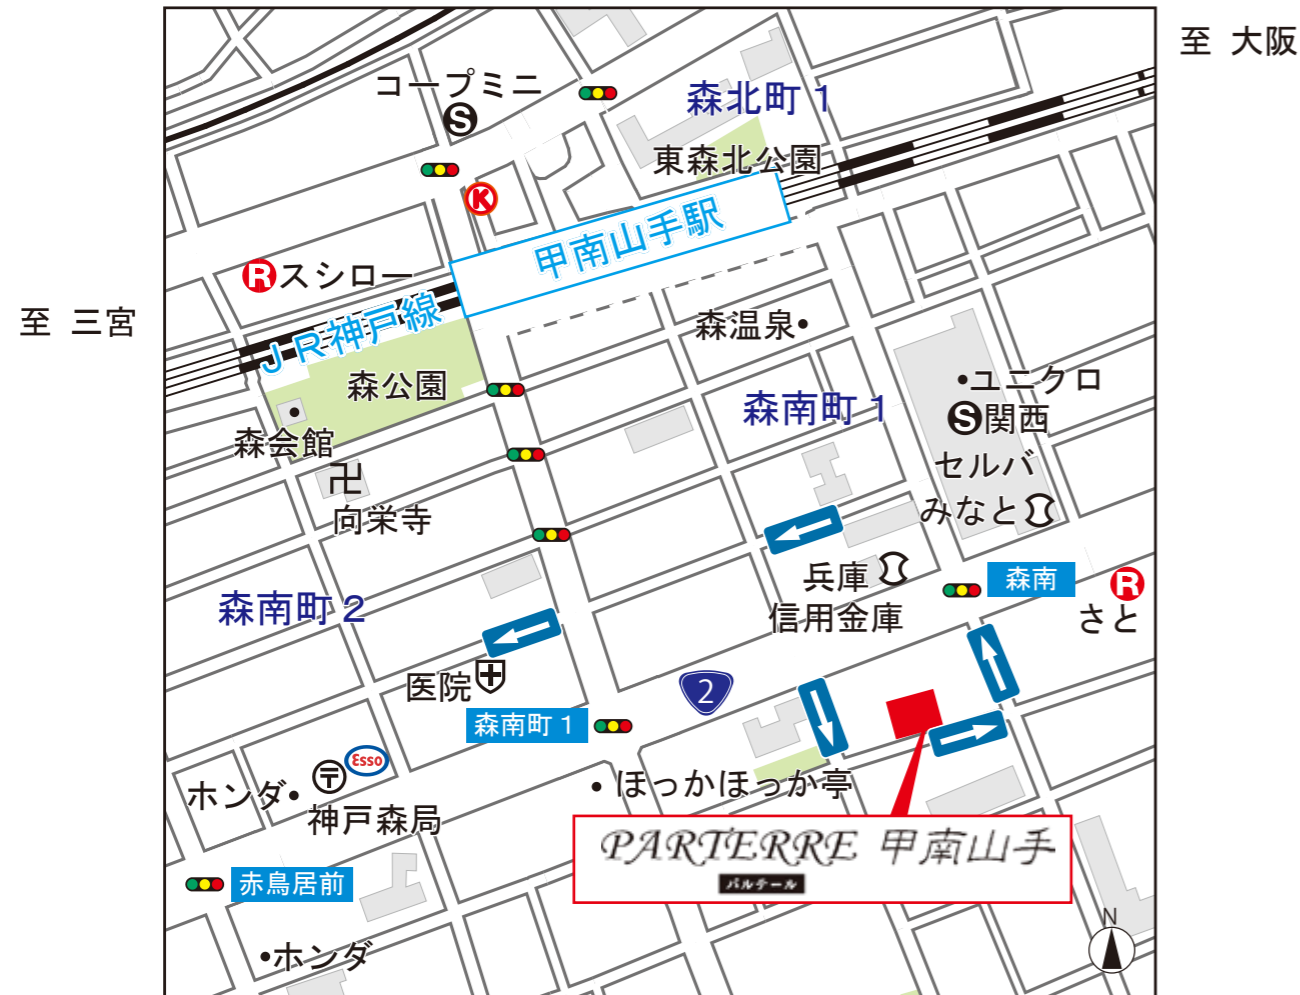 至 大阪
コープミニ
S
森北町1
東森北公園
K
甲南山手駅
R スシロー
至 三宮
JR神戸線
森温泉
森公園
ユニクロ
S 関西
セルバ
森南町1
森会館
卍
向栄寺
みなと
兵庫
信用金庫
森南
R
さと
森南町2
医院
2
森南町1
Esso
ホンダ
〒
神戸森局
ほっかほっか亭
PARTERRE 甲南山手
パルテール
赤鳥居前
ホンダ
N